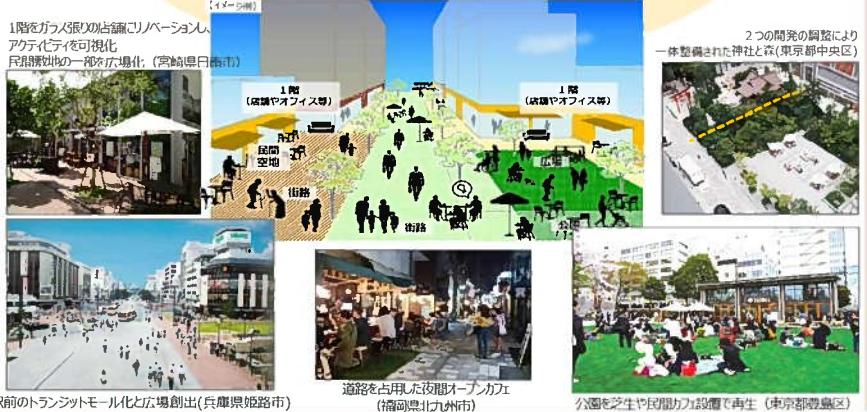 1階をガラス張りの店舗にリノベーションし、
アクティビティを可視化
民間敷地の一部を広場化（宮崎県日南市）
（イメージ例）
1階
（店舗やオフィス等）
1階
（店舗やオフィス等）
民間
空地
街路
街路
広場
公園
２つの開発の調整により
一体整備された神社と森(東京都中央区)
駅前のトランジットモール化と広場創出(兵庫県姫路市)
道路を占用した夜間オープンカフェ
(福岡県北九州市)
公園を芝生や民間カフェ設置で再生（東京都豊島区）